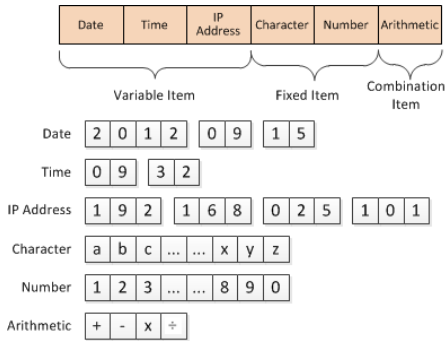 Date Time IP Address Character Number Arithmetic
Variable Item Fixed Item Combination Item
Date 2 0 1 2 0 9 1 5
Time 0 9 3 2
IP Address 1 9 2 1 6 8 0 2 5 1 0 1
Character a b c ... ... x y z
Number 1 2 3 ... ... 8 9 0
Arithmetic + - x ÷